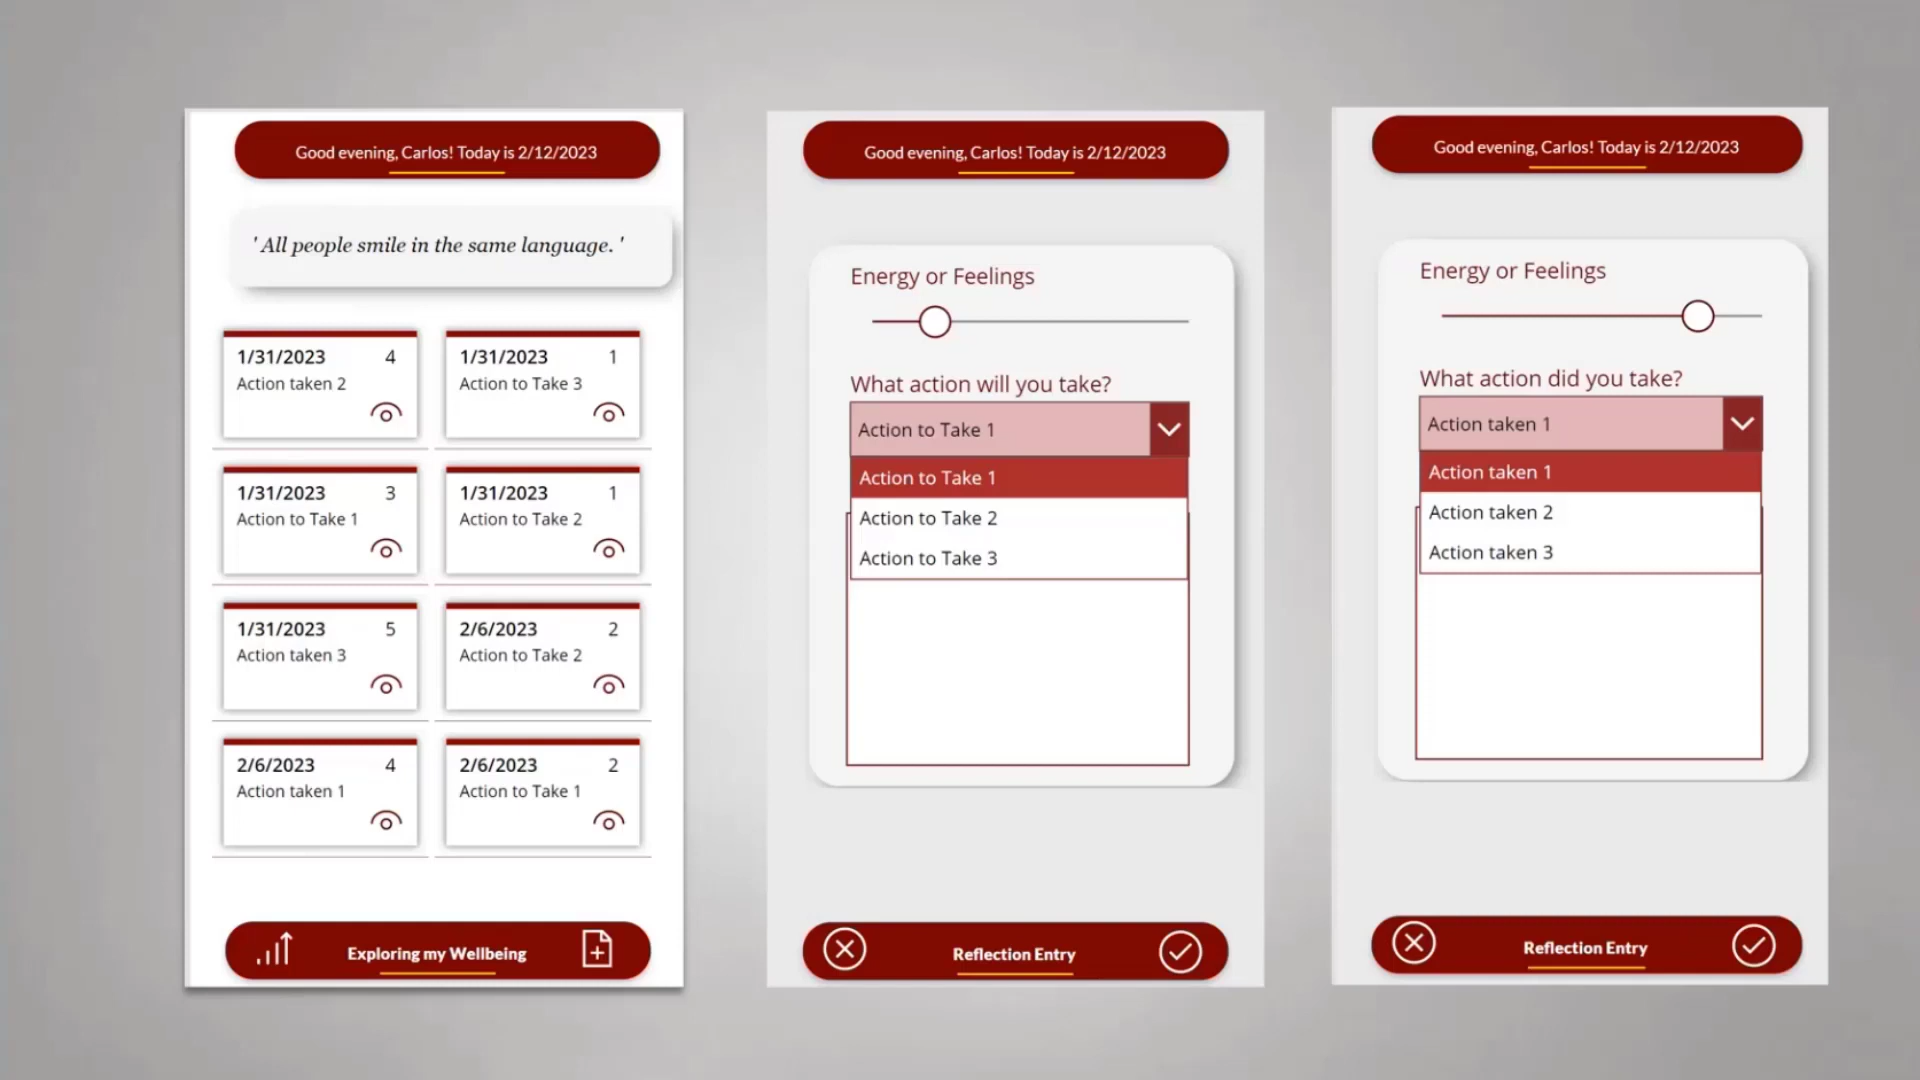 Good evening, Carlos! Today is 2/12/2023
' All people smile in the same language. '
1/31/2023 4
Action taken 2
1/31/2023 1
Action to Take 3
1/31/2023 3
Action to Take 1
1/31/2023 1
Action to Take 2
1/31/2023 5
Action taken 3
2/6/2023 2
Action to Take 2
2/6/2023 4
Action taken 1
2/6/2023 2
Action to Take 1
Exploring my Wellbeing
Good evening, Carlos! Today is 2/12/2023
Energy or Feelings
What action will you take?
Action to Take 1
Action to Take 1
Action to Take 2
Action to Take 3
Reflection Entry
Good evening, Carlos! Today is 2/12/2023
Energy or Feelings
What action did you take?
Action taken 1
Action taken 1
Action taken 2
Action taken 3
Reflection Entry